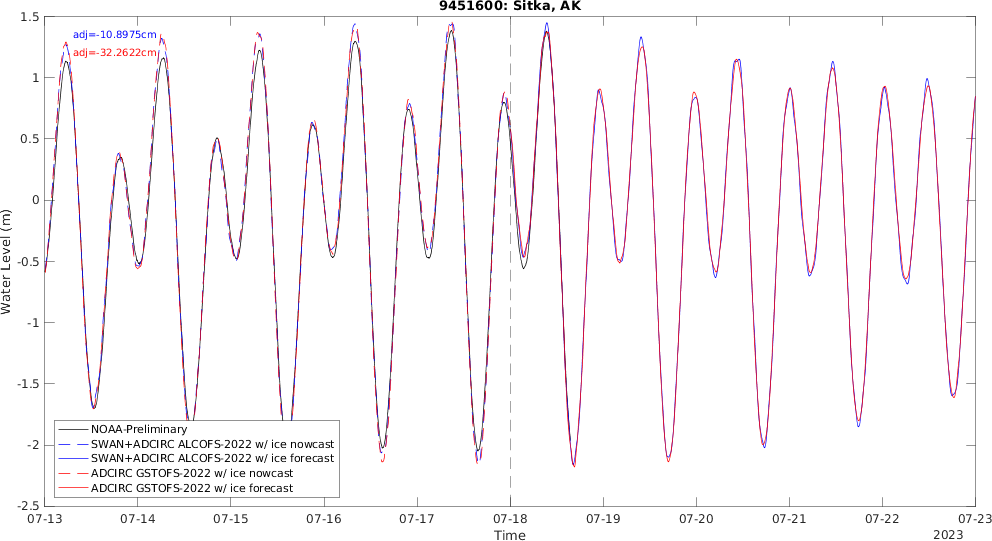 9451600: Sitka, AK
adj=-10.8975cm
adj=-32.2622cm
Water Level (m)
1.5
1
0.5
0
-0.5
-1
-1.5
-2
-2.5
NOAA-Preliminary
SWAN+ADCIRC ALCOFS-2022 w/ ice nowcast
SWAN+ADCIRC ALCOFS-2022 w/ ice forecast
ADCIRC GSTOFS-2022 w/ ice nowcast
ADCIRC GSTOFS-2022 w/ ice forecast
07-13 07-14 07-15 07-16 07-17 07-18 07-19 07-20 07-21 07-22 07-23
Time
2023